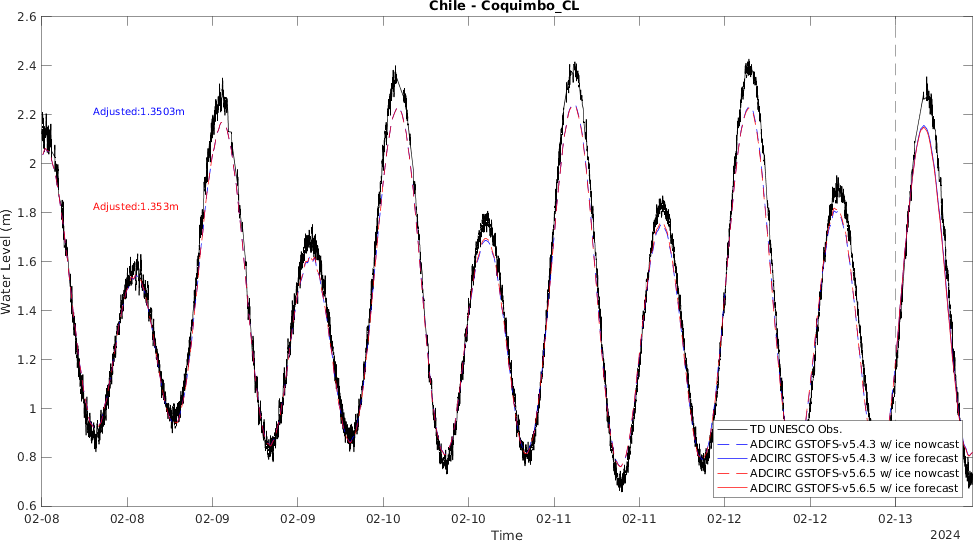 Chile - Coquimbo_CL
2.6
2.4
2.2
2
1.8
1.6
1.4
1.2
1
0.8
0.6
Water Level (m)
Adjusted:1.3503m
Adjusted:1.353m
TD UNESCO Obs.
ADCIRC GSTOFS-v5.4.3 w/ ice nowcast
ADCIRC GSTOFS-v5.4.3 w/ ice forecast
ADCIRC GSTOFS-v5.6.5 w/ ice nowcast
ADCIRC GSTOFS-v5.6.5 w/ ice forecast
02-08 02-08 02-09 02-09 02-10 02-10 02-11 02-11 02-12 02-12 02-13
Time
2024